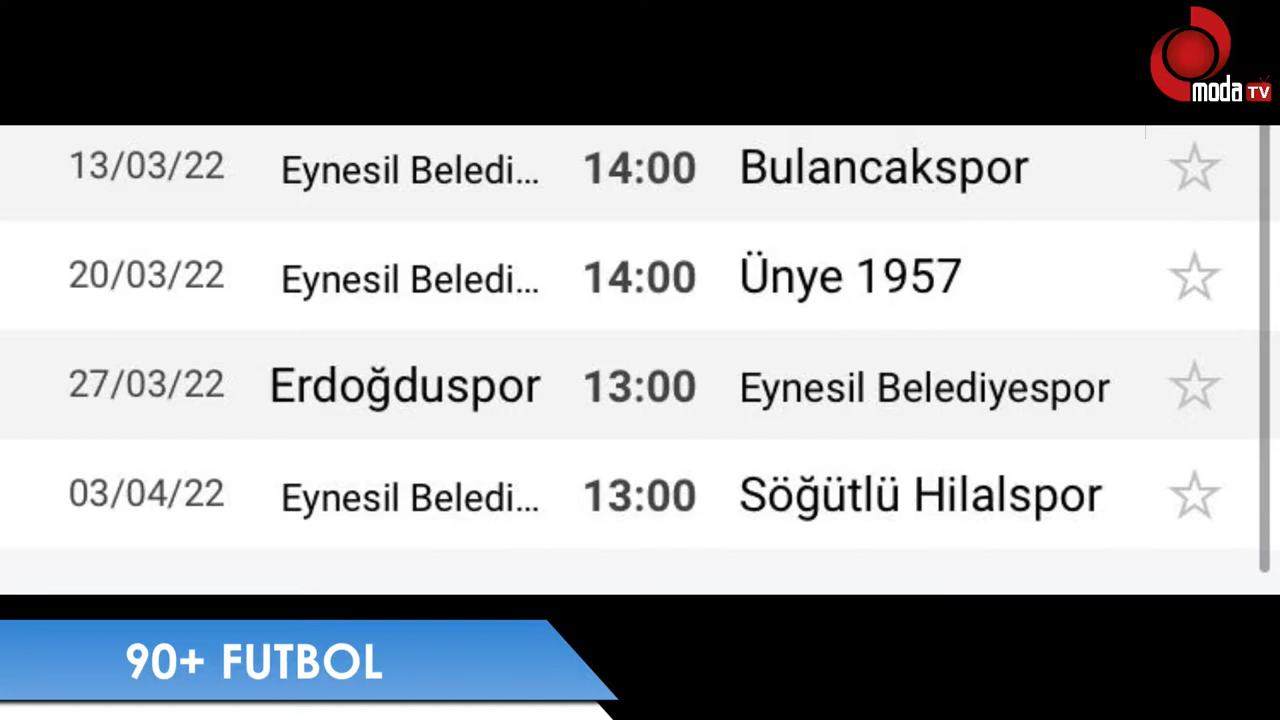 moda TV
13/03/22 Eynesil Beledi... 14:00 Bulancakspor
20/03/22 Eynesil Beledi... 14:00 Ünye 1957
27/03/22 Erdoğduspor 13:00 Eynesil Belediyespor
03/04/22 Eynesil Beledi... 13:00 Söğütlü Hilalspor
90+ FUTBOL